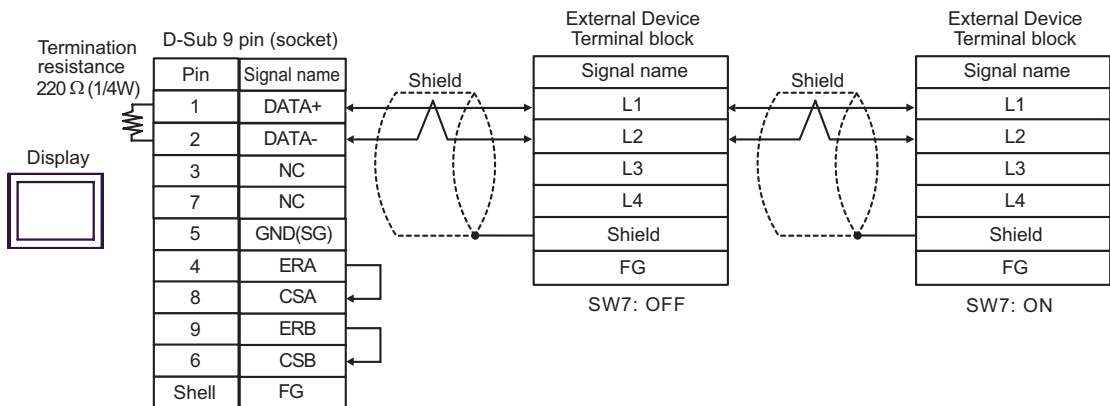 Termination
resistance
220 Ω (1/4W)
Display
D-Sub 9 pin (socket)
Pin Signal name
1 DATA+
2 DATA-
3 NC
7 NC
5 GND(SG)
4 ERA
8 CSA
9 ERB
6 CSB
Shell FG
Shield
External Device
Terminal block
Signal name
L1
L2
L3
L4
Shield
FG
SW7: OFF
Shield
External Device
Terminal block
Signal name
L1
L2
L3
L4
Shield
FG
SW7: ON